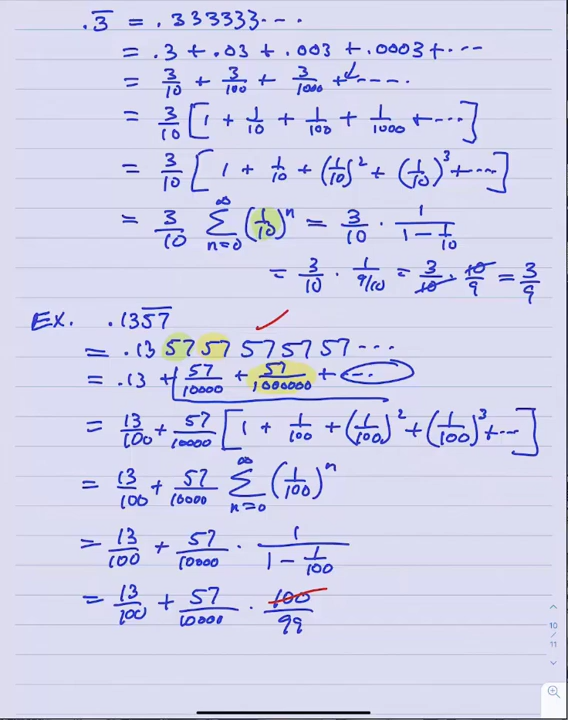 .3̅ = .333333···
= .3 + .03 + .003 + .0003 + ···
= 3/10 + 3/100 + 3/1000 + ----.
= 3/10 [1 + 1/10 + 1/100 + 1/1000 + ---]
= 3/10 [1 + 1/10 + (1/10)² + (1/10)³ + ---]
= 3/10 ∑_{n=0}^{∞} (1/10)ⁿ = 3/10 · 1/(1 - 1/10)
= 3/10 · 1/(9/10) = 3/10 · 10/9 = 3/9
Ex. .135̅7̅
= .13 57 57 57 57 57 ---
= .13 + 57/10000 + 57/1000000 + ---
= 13/100 + 57/10000 [1 + 1/100 + (1/100)² + (1/100)³ + ---]
= 13/100 + 57/10000 ∑_{n=0}^{∞} (1/100)ⁿ
= 13/100 + 57/10000 · 1/(1 - 1/100)
= 13/100 + 57/10000 · 100/99
10
/
11